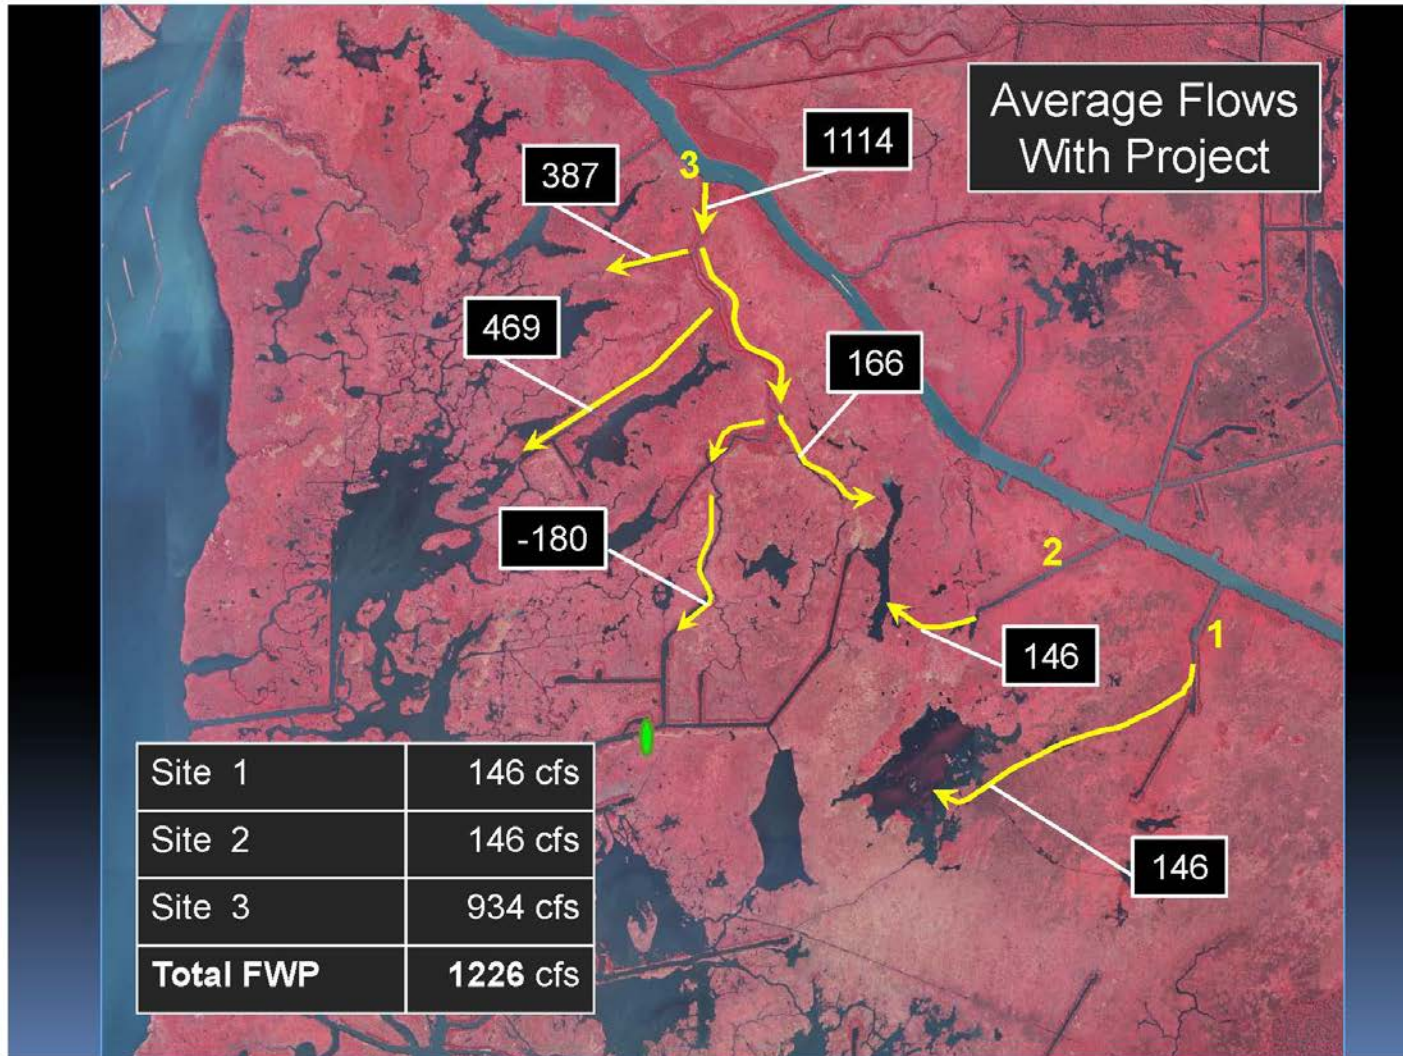 Average Flows
With Project
1114
3
387
469
166
-180
2
146
1
146
Site 1 146 cfs
Site 2 146 cfs
Site 3 934 cfs
Total FWP 1226 cfs